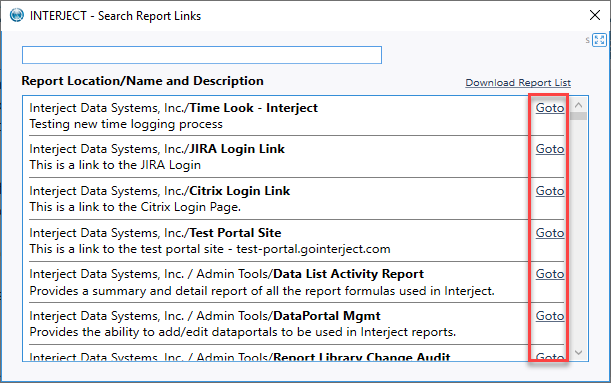 INTERJECT - Search Report Links
s
Report Location/Name and Description
Download Report List
Interject Data Systems, Inc./Time Look - Interject Goto
Testing new time logging process
Interject Data Systems, Inc./JIRA Login Link Goto
This is a link to the JIRA Login
Interject Data Systems, Inc./Citrix Login Link Goto
This is a link to the Citrix Login Page.
Interject Data Systems, Inc./Test Portal Site Goto
This is a link to the test portal site - test-portal.gointerject.com
Interject Data Systems, Inc. / Admin Tools/Data List Activity Report Goto
Provides a summary and detail report of all the report formulas used in Interject.
Interject Data Systems, Inc. / Admin Tools/DataPortal Mgmt Goto
Provides the ability to add/edit dataportals to be used in Interject reports.
Interject Data Systems, Inc. / Admin Tools/Report Library Change Audit Goto